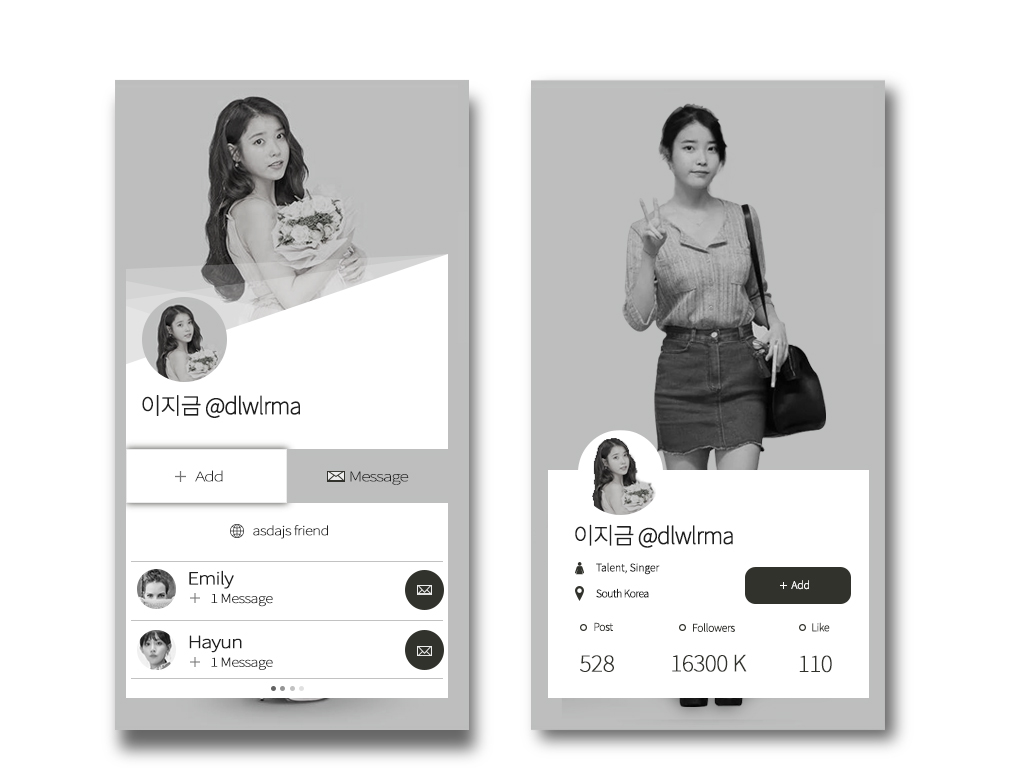 이지금 @dlwlrma
+ Add
Message
asdajs friend
Emily
+ 1 Message
Hayun
+ 1 Message
이지금 @dlwlrma
Talent, Singer
South Korea
+ Add
Post Followers Like
528 16300 K 110